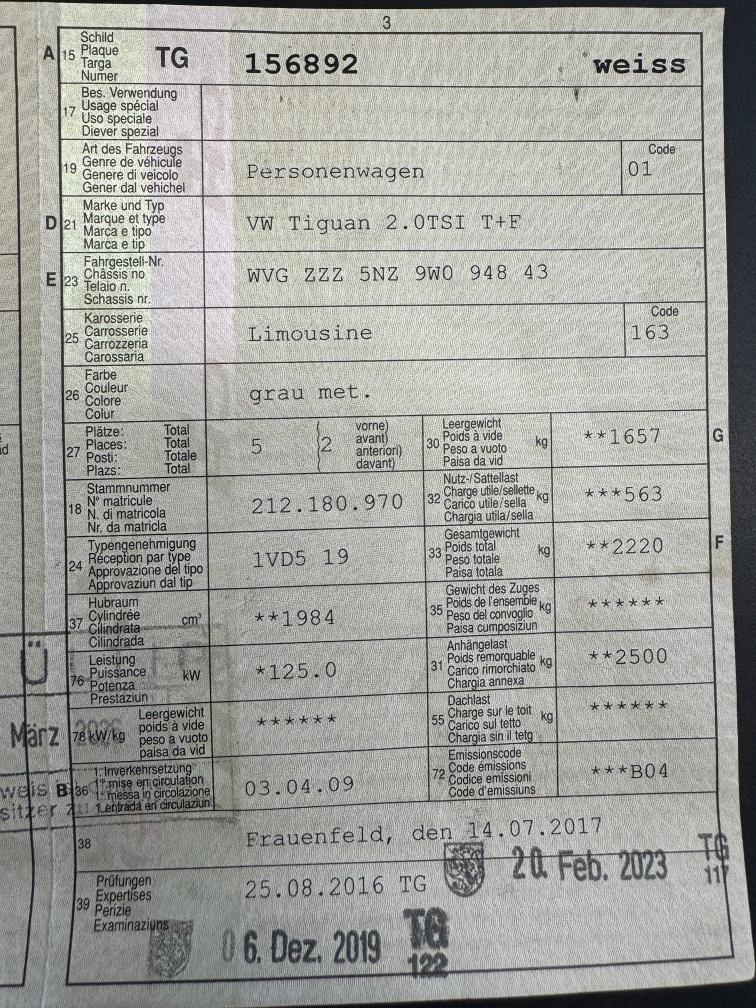 3
A 15 Schild
Plaque
Targa
Numer
TG 156892 weiss
17 Bes. Verwendung
Usage spécial
Uso speciale
Diever spezial
19 Art des Fahrzeugs
Genre de véhicule
Genere di veicolo
Gener dal vehichel
Personenwagen
Code
01
D 21 Marke und Typ
Marque et type
Marca e tipo
Marca e tip
VW Tiguan 2.0TSI T+F
E 23 Fahrgestell-Nr.
Châssis no
Telaio n.
Schassis nr.
WVG ZZZ 5NZ 9W0 948 43
25 Karosserie
Carrosserie
Carrozzeria
Carossaria
Limousine
Code
163
26 Farbe
Couleur
Colore
Colur
grau met.
27 Plätze: Total
Places: Total
Posti: Totale
Plazs: Total
5 (2 vorne)
avant)
anteriori)
davant)
30 Leergewicht
Poids à vide
Peso a vuoto
Paisa da vid
kg **1657 G
18 Stammnummer
N° matricule
N. di matricola
Nr. da matricla
212.180.970
32 Nutz-/Sattellast
Charge utile/sellette
Carico utile/sella
Chargia utila/sella
kg ***563
24 Typengenehmigung
Réception par type
Approvazione del tipo
Approvaziun dal tip
1VD5 19
33 Gesamtgewicht
Poids total
Peso totale
Paisa totala
kg **2220 F
37 Hubraum
Cylindrée
Cilindrata
Cilindrada
cm³ **1984
35 Gewicht des Zuges
Poids de l'ensemble
Peso del convoglio
Paisa cumposiziun
kg ******
76 Leistung
Puissance
Potenza
Prestaziun
kW *125.0
31 Anhängelast
Poids remorquable
Carico rimorchiato
Chargia annexa
kg **2500
78 kW/kg Leergewicht
poids à vide
peso a vuoto
paisa da vid
******
55 Dachlast
Charge sur le toit
Carico sul tetto
Chargia sin il tetg
kg ******
B 36 1. Inverkehrsetzung
1re mise en circulation
1a messa in circolazione
1. entrada en circulaziun
03.04.09
72 Emissionscode
Code émissions
Codice emissioni
Code d'emissiuns
***B04
38 Frauenfeld, den 14.07.2017
39 Prüfungen
Expertises
Perizie
Examinaziuns
25.08.2016 TG
20. Feb. 2023 TG
117
06. Dez. 2019 TG
122
Ü
März
weis
sitzer